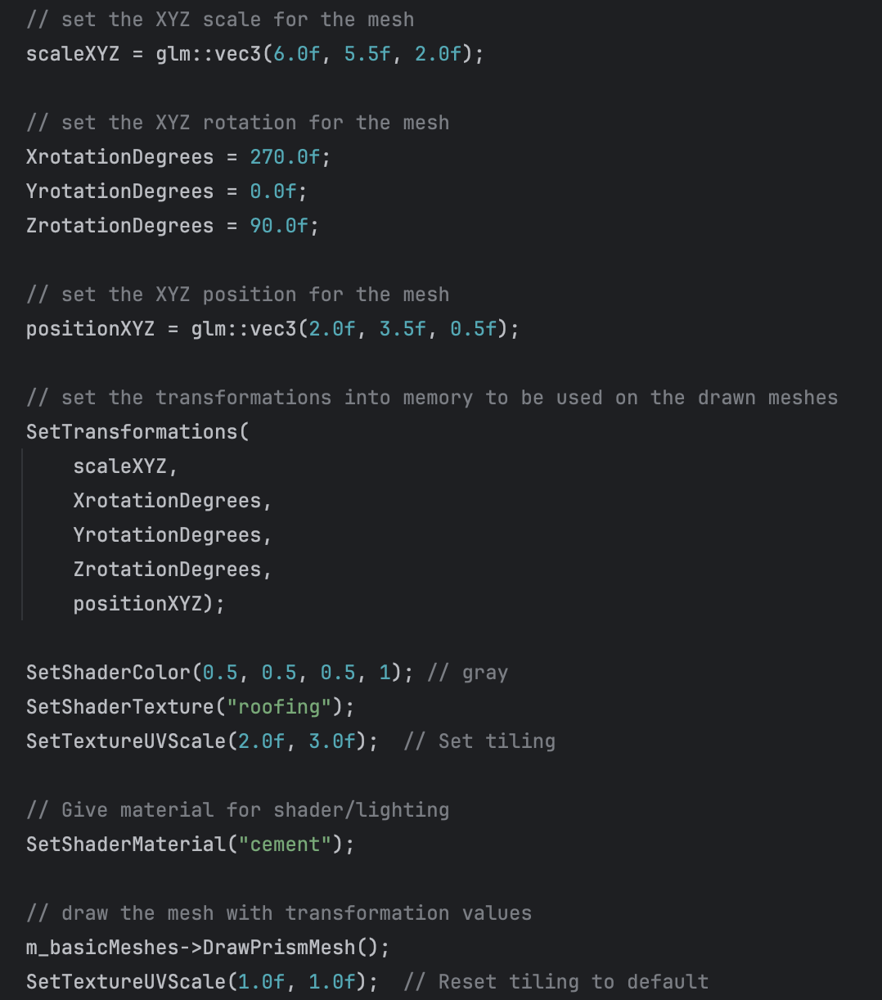 // set the XYZ scale for the mesh
scaleXYZ = glm::vec3(6.0f, 5.5f, 2.0f);
// set the XYZ rotation for the mesh
XrotationDegrees = 270.0f;
YrotationDegrees = 0.0f;
ZrotationDegrees = 90.0f;
// set the XYZ position for the mesh
positionXYZ = glm::vec3(2.0f, 3.5f, 0.5f);
// set the transformations into memory to be used on the drawn meshes
SetTransformations(
    scaleXYZ,
    XrotationDegrees,
    YrotationDegrees,
    ZrotationDegrees,
    positionXYZ);
SetShaderColor(0.5, 0.5, 0.5, 1); // gray
SetShaderTexture("roofing");
SetTextureUVScale(2.0f, 3.0f);  // Set tiling
// Give material for shader/lighting
SetShaderMaterial("cement");
// draw the mesh with transformation values
m_basicMeshes->DrawPrismMesh();
SetTextureUVScale(1.0f, 1.0f);  // Reset tiling to default